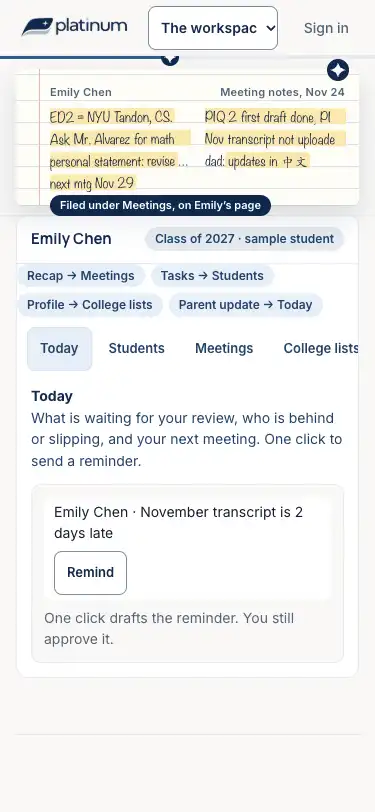 platinum
The workspac
Sign in
Emily Chen
Meeting notes, Nov 24
ED2 = NYU Tandon, CS.
Ask Mr. Alvarez for math
personal statement: revise ...
next mtg Nov 29
PIQ 2 first draft done, PI
Nov transcript not uploade
dad: updates in 中文
Filed under Meetings, on Emily's page
Emily Chen
Class of 2027 · sample student
Recap → Meetings
Tasks → Students
Profile → College lists
Parent update → Today
Today
Students
Meetings
College lists
Today
What is waiting for your review, who is behind
or slipping, and your next meeting. One click to
send a reminder.
Emily Chen · November transcript is 2
days late
Remind
One click drafts the reminder. You still
approve it.